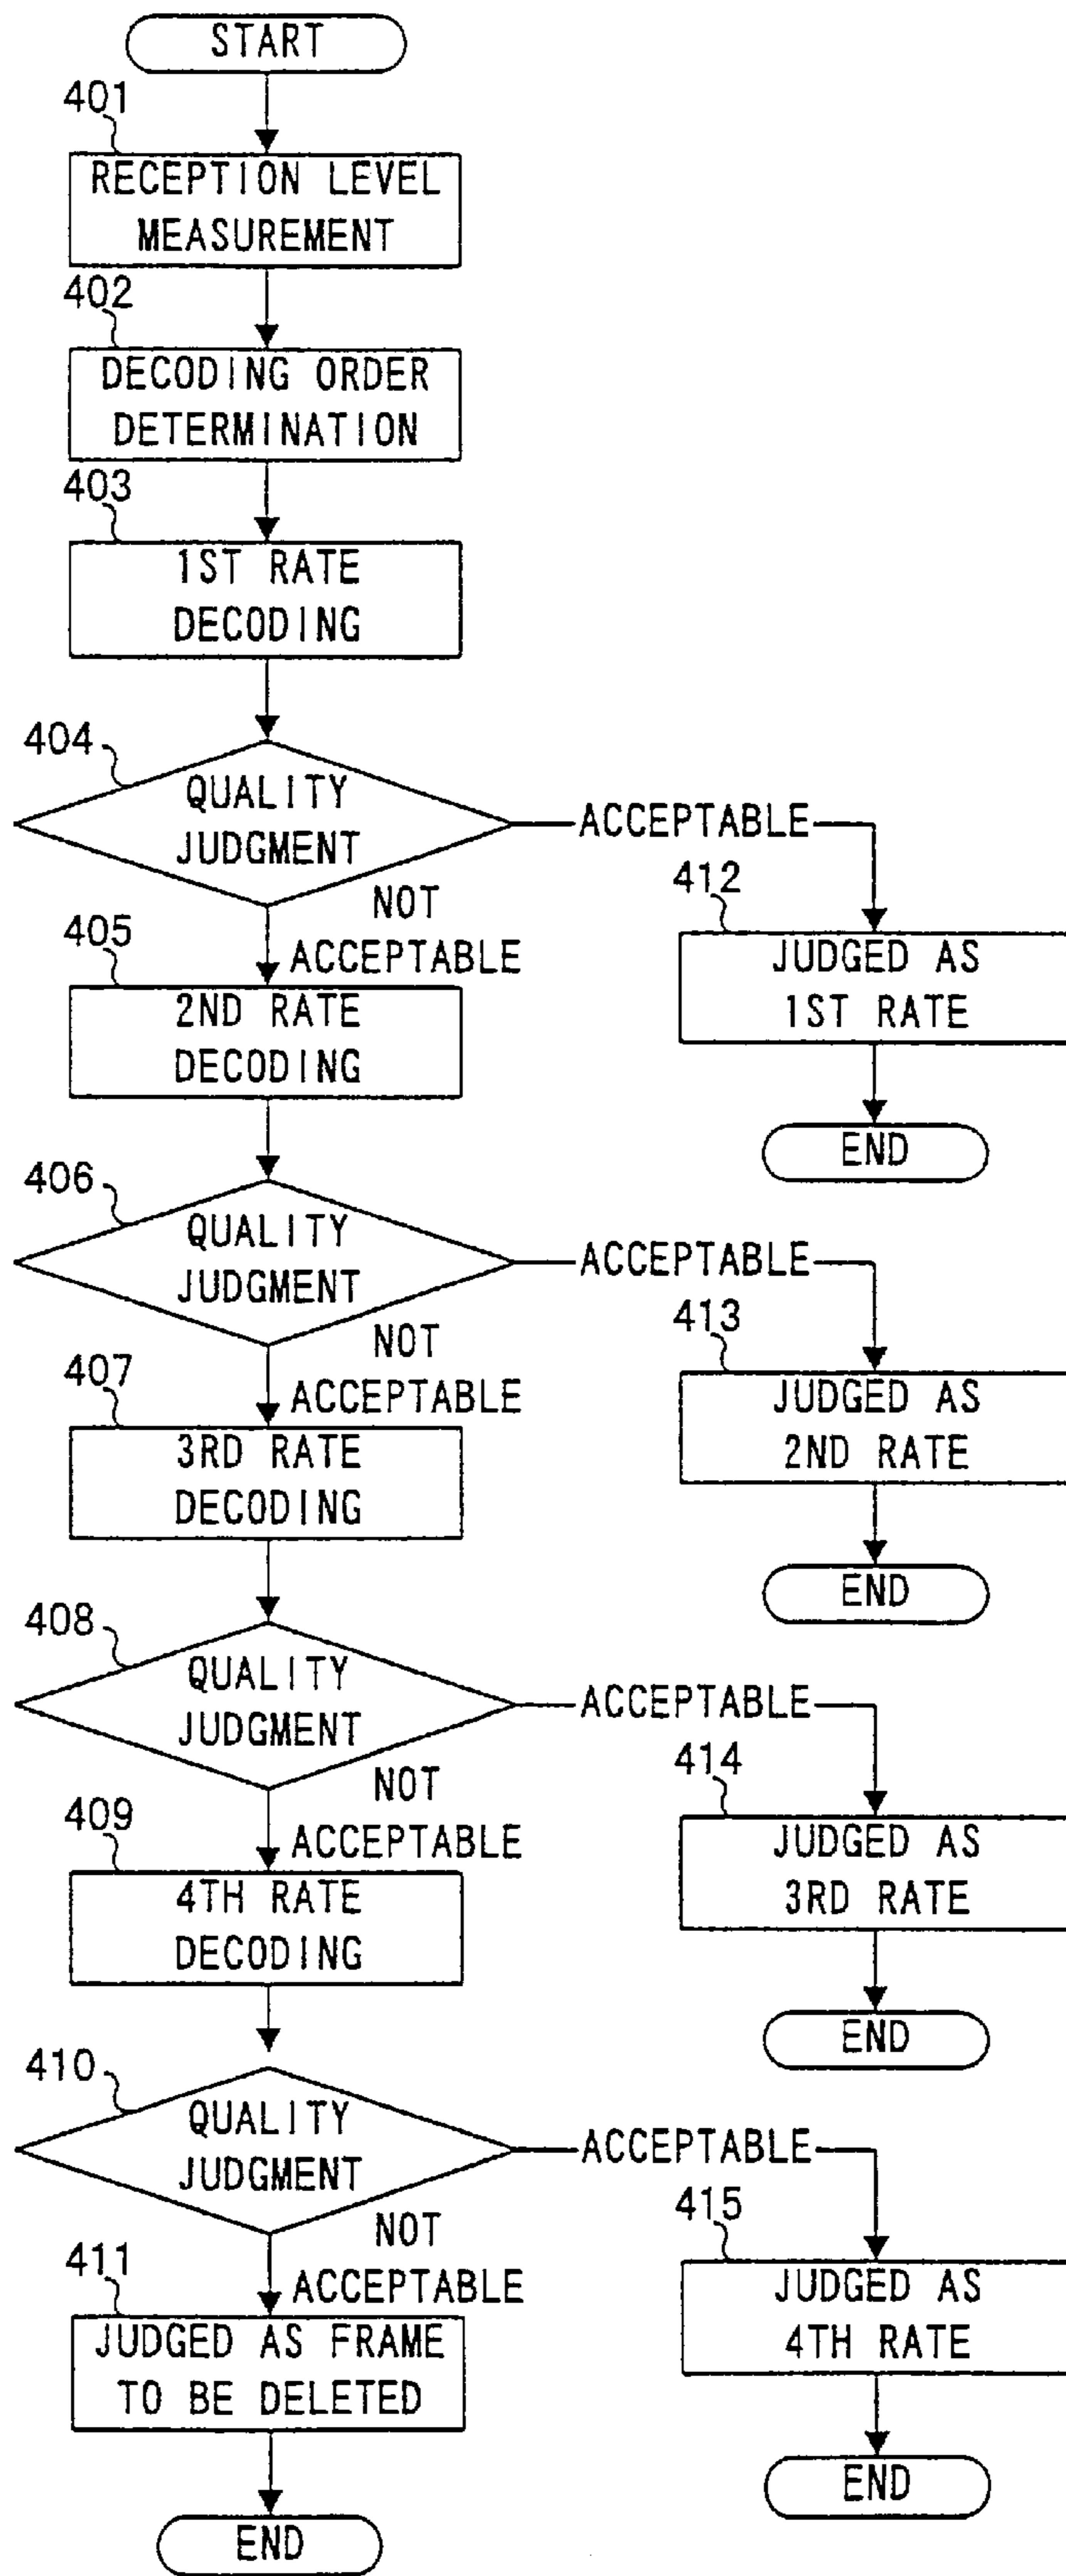 START
401
RECEPTION LEVEL
MEASUREMENT
402
DECODING ORDER
DETERMINATION
403
1ST RATE
DECODING
404
QUALITY
JUDGMENT
ACCEPTABLE
NOT
ACCEPTABLE
412
JUDGED AS
1ST RATE
END
405
2ND RATE
DECODING
406
QUALITY
JUDGMENT
ACCEPTABLE
NOT
ACCEPTABLE
413
JUDGED AS
2ND RATE
END
407
3RD RATE
DECODING
408
QUALITY
JUDGMENT
ACCEPTABLE
NOT
ACCEPTABLE
414
JUDGED AS
3RD RATE
END
409
4TH RATE
DECODING
410
QUALITY
JUDGMENT
ACCEPTABLE
NOT
ACCEPTABLE
415
JUDGED AS
4TH RATE
END
411
JUDGED AS FRAME
TO BE DELETED
END